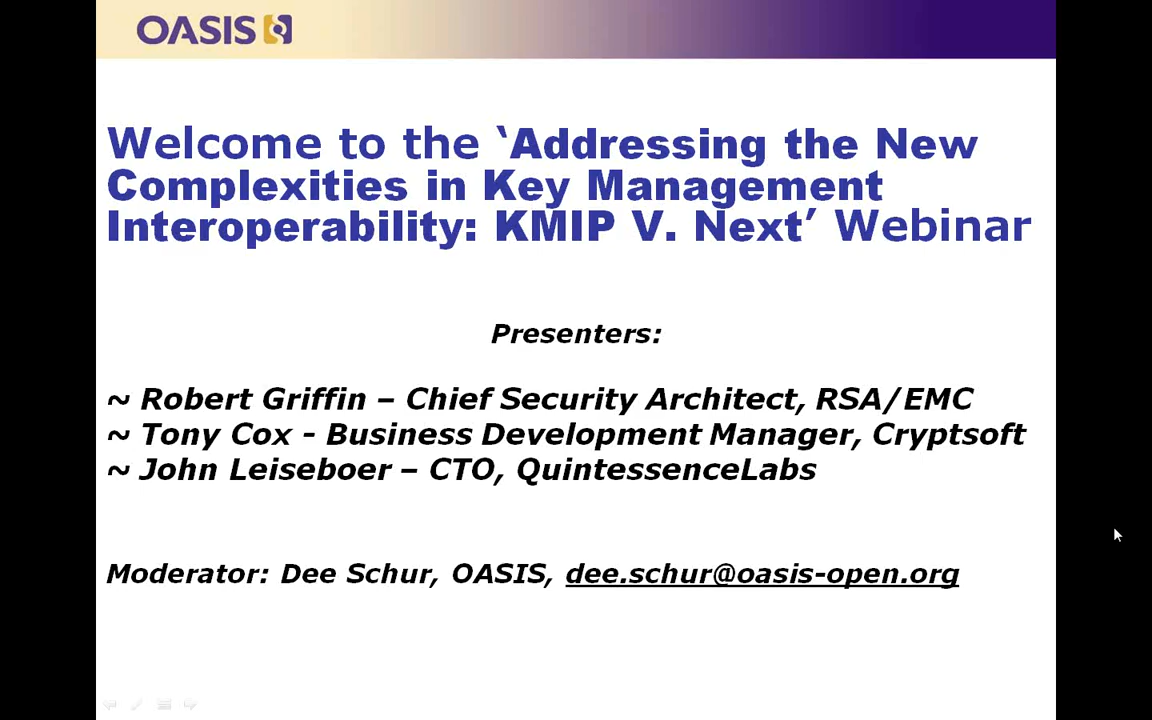 OASIS
Welcome to the ‘Addressing the New
Complexities in Key Management
Interoperability: KMIP V. Next’ Webinar
Presenters:
~ Robert Griffin – Chief Security Architect, RSA/EMC
~ Tony Cox - Business Development Manager, Cryptsoft
~ John Leiseboer – CTO, QuintessenceLabs
Moderator: Dee Schur, OASIS, dee.schur@oasis-open.org